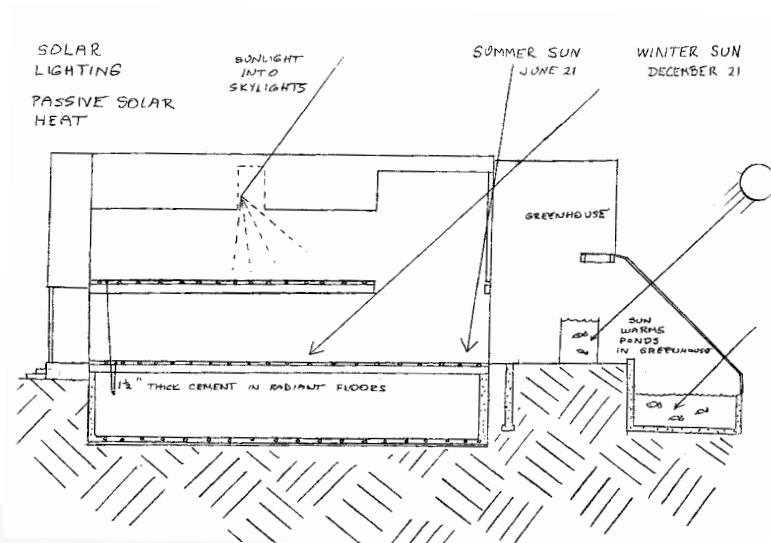 SOLAR
LIGHTING
PASSIVE SOLAR
HEAT
SUNLIGHT
INTO
SKYLIGHTS
SUMMER SUN
JUNE 21
WINTER SUN
DECEMBER 21
GREENHOUSE
SUN
WARMS
PONDS
IN GREENHOUSE
1½" THICK CEMENT IN RADIANT FLOORS